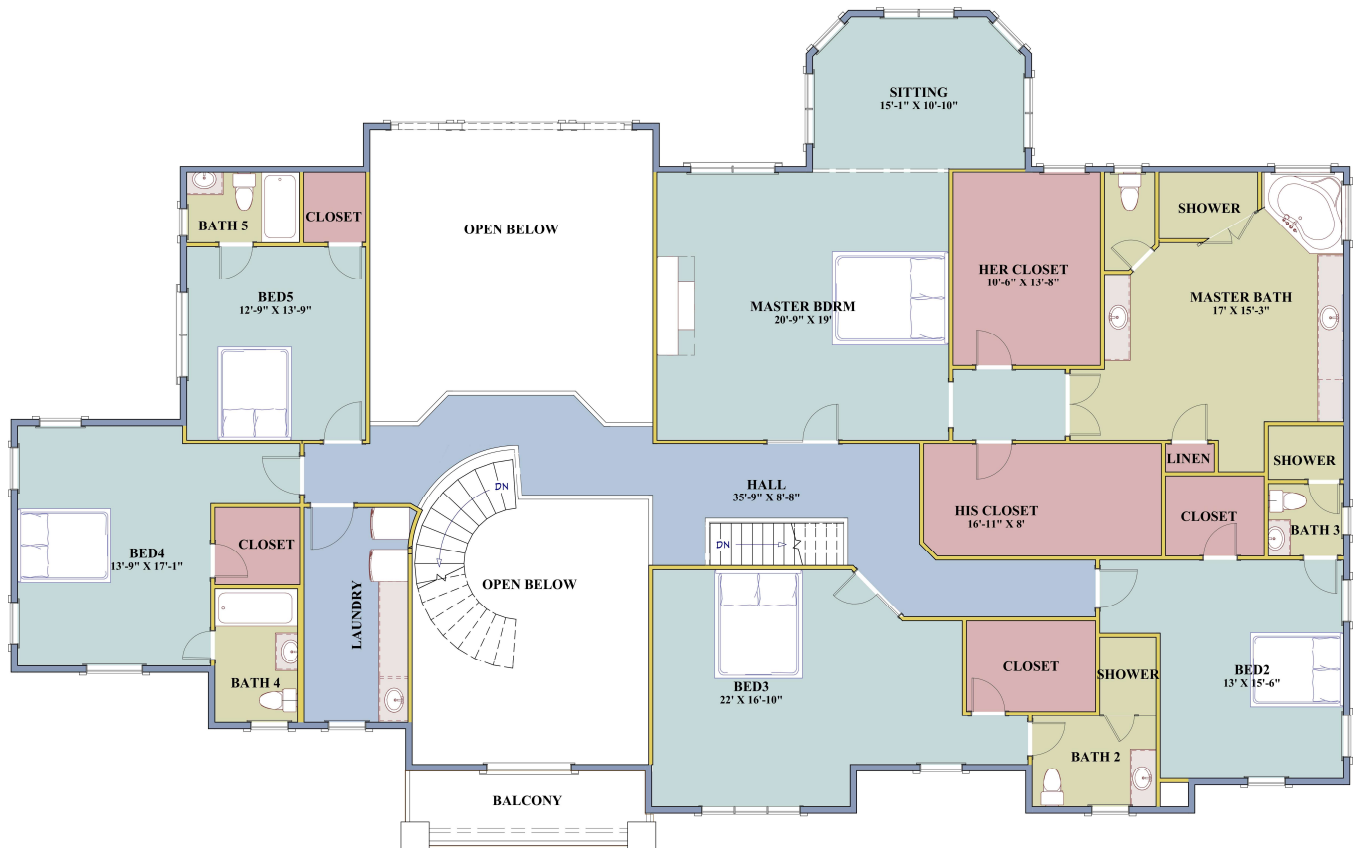 SITTING
15'-1" X 10'-10"
BATH 5
CLOSET
OPEN BELOW
SHOWER
HER CLOSET
10'-6" X 13'-8"
BED5
12'-9" X 13'-9"
MASTER BDRM
20'-9" X 19'
MASTER BATH
17' X 15'-3"
LINEN
SHOWER
DN
HALL
35'-9" X 8'-8"
HIS CLOSET
16'-11" X 8'
CLOSET
BATH 3
DN
BED4
13'-9" X 17'-1"
CLOSET
OPEN BELOW
LAUNDRY
BATH 4
BED3
22' X 16'-10"
CLOSET
SHOWER
BED2
13' X 15'-6"
BATH 2
BALCONY